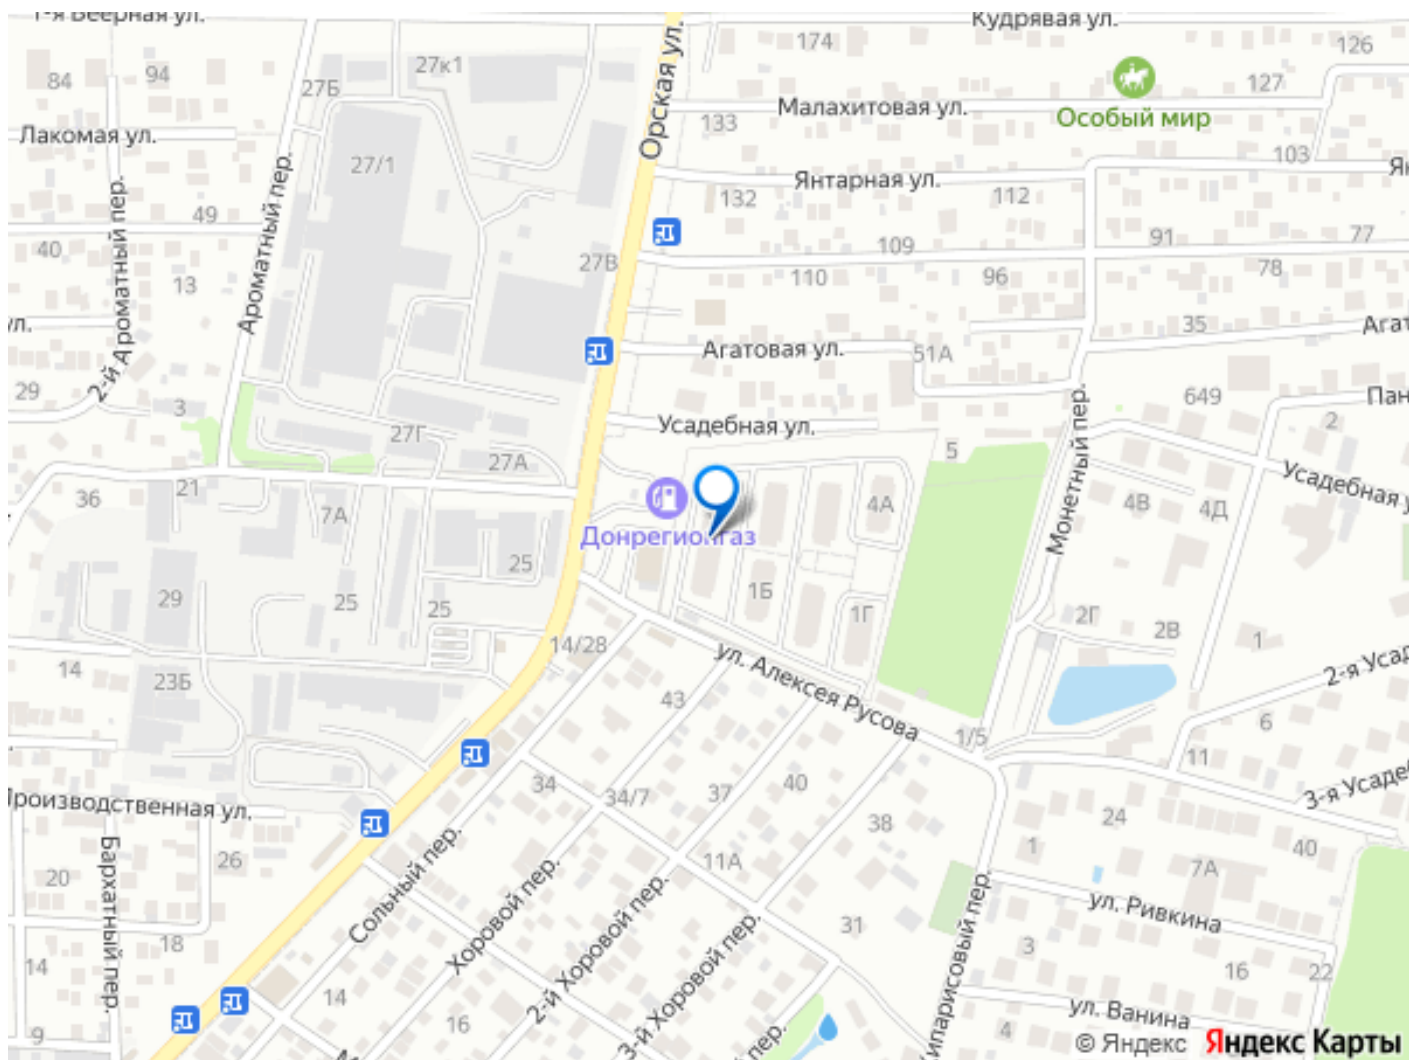 1-я Веерная ул.
Кудрявая ул.
Орская ул.
174
126
27к1
84
94
27Б
127
Малахитовая ул.
Особый мир
133
Лакомая ул.
27/1
103
Янтарная ул.
132
112
Ароматный пер.
2-й Ароматный пер.
49
40
109
91
77
27В
110
96
78
13
ул.
35
Агатовая ул.
51А
29
3
649
Усадебная ул.
2
27Г
27А
5
Монетный пер.
Усадебная
36
21
7А
4А
4В
4Д
Донрегионгаз
25
29
25
25
1Б
1Г
2Г
2В
1
14/28
14
23Б
43
ул. Алексея Русова
6
1/5
11
34
34/7
37
40
Производственная ул.
38
24
1
40
Бархатный пер.
26
20
11А
7А
Сольный пер.
Хоровой пер.
2-й Хоровой пер.
3-й Хоровой пер.
31
ул. Ривкина
18
3
14
16
22
14
16
ул. Ванина
9
4
пер.
© Яндекс Яндекс Карты